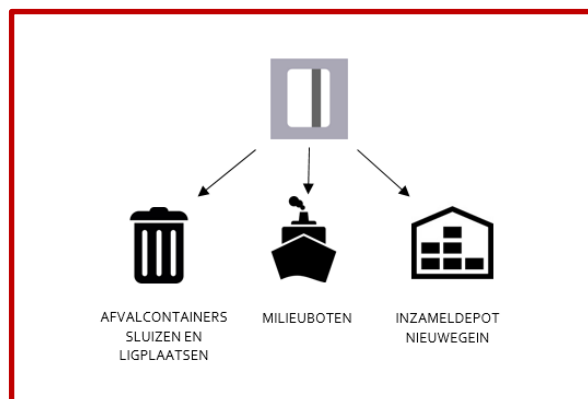 AFVALCONTAINERS
SLUIZEN EN
LIGPLAATSEN
MILIEUBOTEN
INZAMELDEPOT
NIEUWEGEIN